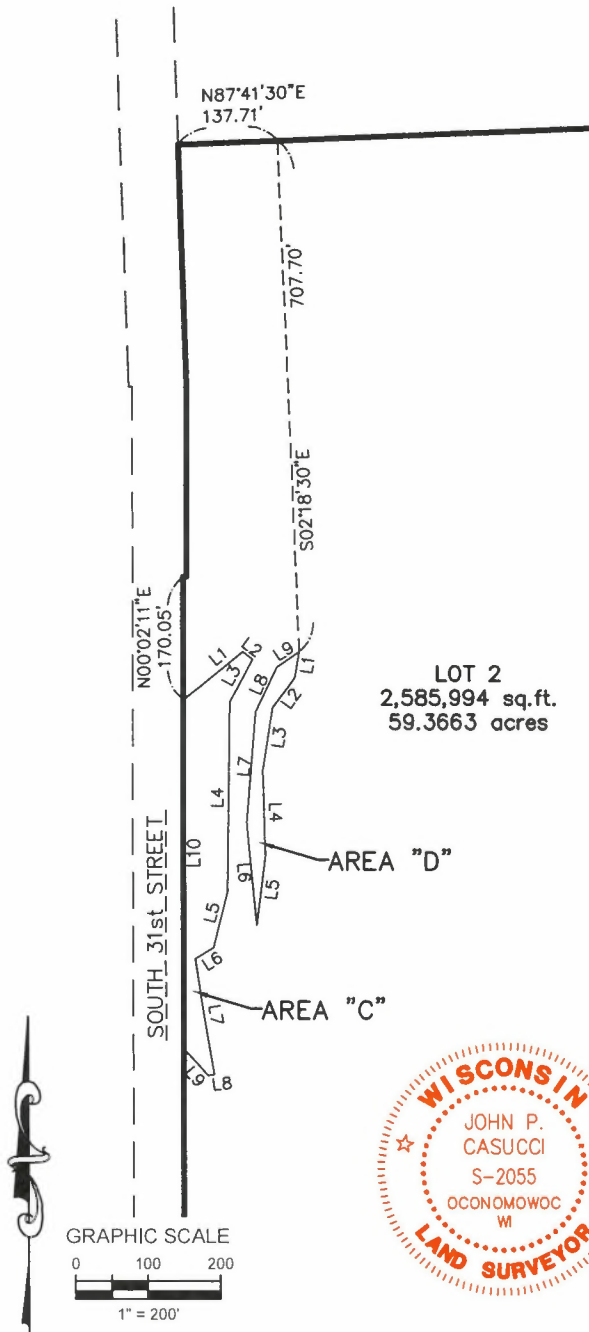 N87°41'30"E
137.71'
707.70'
S02°18'30"E
N00°02'11"E
170.05'
L1
L2
L3
L9
L8
L1
L2
L3
LOT 2
2,585,994 sq.ft.
59.3663 acres
L7
L4
L4
L10
AREA "D"
L6
L5
L5
SOUTH 31st STREET
L6
AREA "C"
L7
L9
L8
WISCONSIN
JOHN P.
CASUCCI
S-2055
OCONOMOWOC
WI
LAND SURVEYOR
GRAPHIC SCALE
0 100 200
1" = 200'